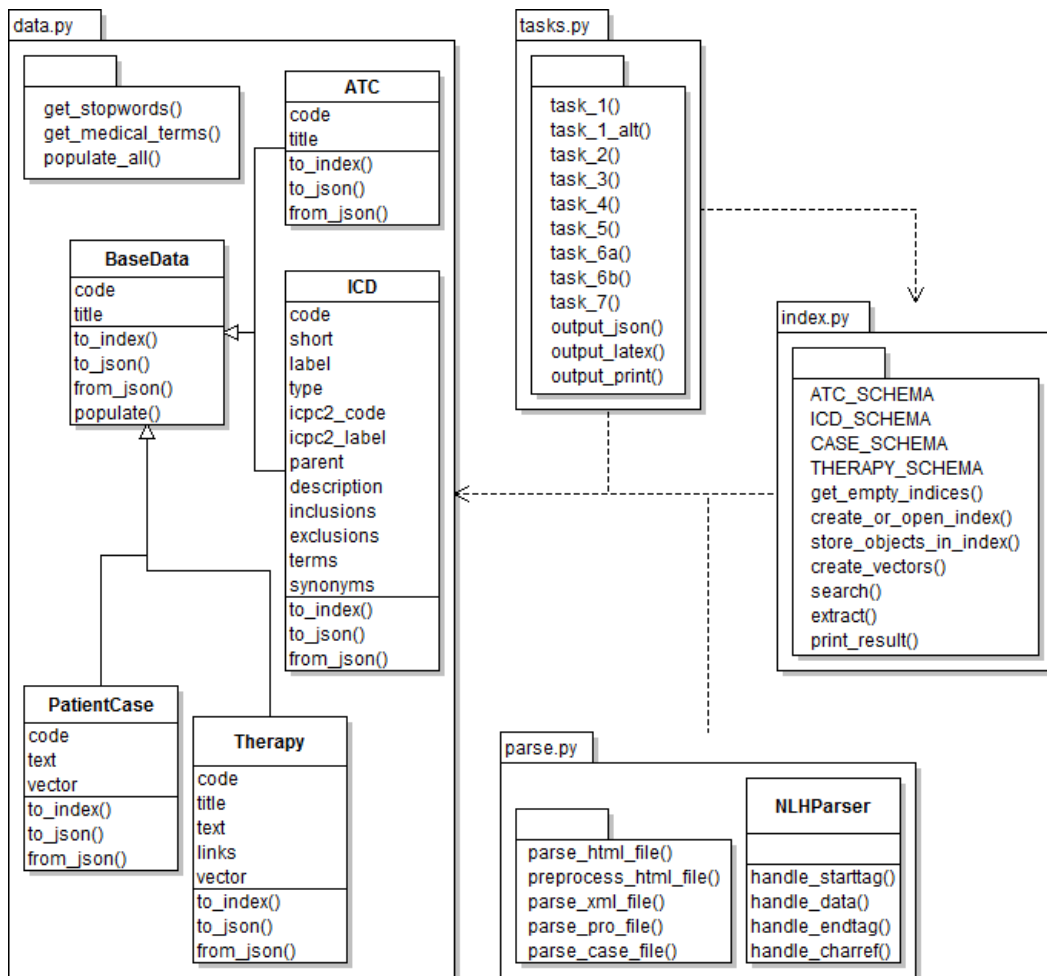 data.py
get_stopwords()
get_medical_terms()
populate_all()
ATC
code
title
to_index()
to_json()
from_json()
BaseData
code
title
to_index()
to_json()
from_json()
populate()
ICD
code
short
label
type
icpc2_code
icpc2_label
parent
description
inclusions
exclusions
terms
synonyms
to_index()
to_json()
from_json()
PatientCase
code
text
vector
to_index()
to_json()
from_json()
Therapy
code
title
text
links
vector
to_index()
to_json()
from_json()
tasks.py
task_1()
task_1_alt()
task_2()
task_3()
task_4()
task_5()
task_6a()
task_6b()
task_7()
output_json()
output_latex()
output_print()
index.py
ATC_SCHEMA
ICD_SCHEMA
CASE_SCHEMA
THERAPY_SCHEMA
get_empty_indices()
create_or_open_index()
store_objects_in_index()
create_vectors()
search()
extract()
print_result()
parse.py
parse_html_file()
preprocess_html_file()
parse_xml_file()
parse_pro_file()
parse_case_file()
NLHParser
handle_starttag()
handle_data()
handle_endtag()
handle_charref()